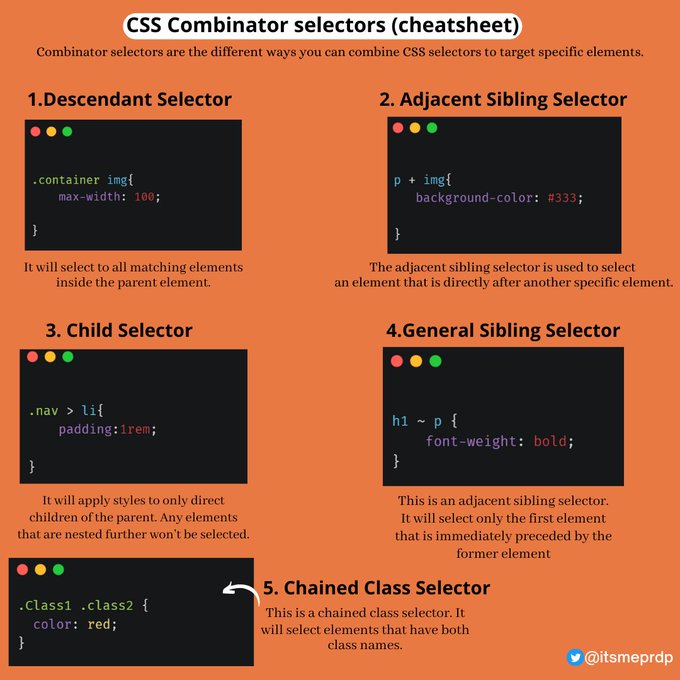 CSS Combinator selectors (cheatsheet)
Combinator selectors are the different ways you can combine CSS selectors to target specific elements.
1.Descendant Selector
.container img{
max-width: 100;
}
It will select to all matching elements
inside the parent element.
2. Adjacent Sibling Selector
p + img{
background-color: #333;
}
The adjacent sibling selector is used to select
an element that is directly after another specific element.
3. Child Selector
.nav > li{
padding:1rem;
}
It will apply styles to only direct
children of the parent. Any elements
that are nested further won't be selected.
4.General Sibling Selector
h1 ~ p {
font-weight: bold;
}
This is an adjacent sibling selector.
It will select only the first element
that is immediately preceded by the
former element
5. Chained Class Selector
.Class1 .class2 {
color: red;
}
This is a chained class selector. It
will select elements that have both
class names.
@itsmeprdp